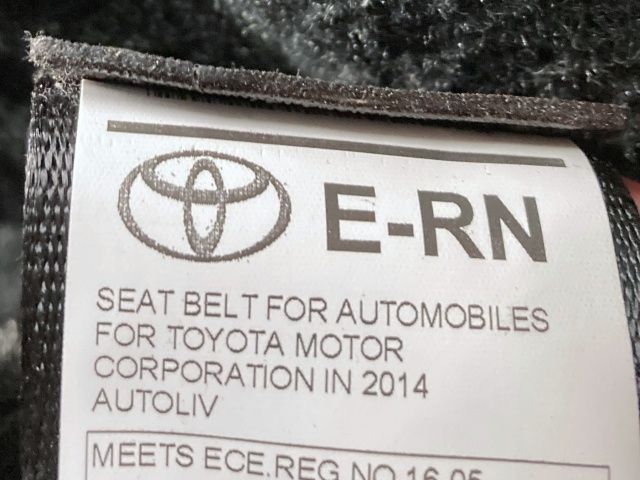 E-RN
SEAT BELT FOR AUTOMOBILES
FOR TOYOTA MOTOR
CORPORATION IN 2014
AUTOLIV
MEETS ECE.REG NO 16.05